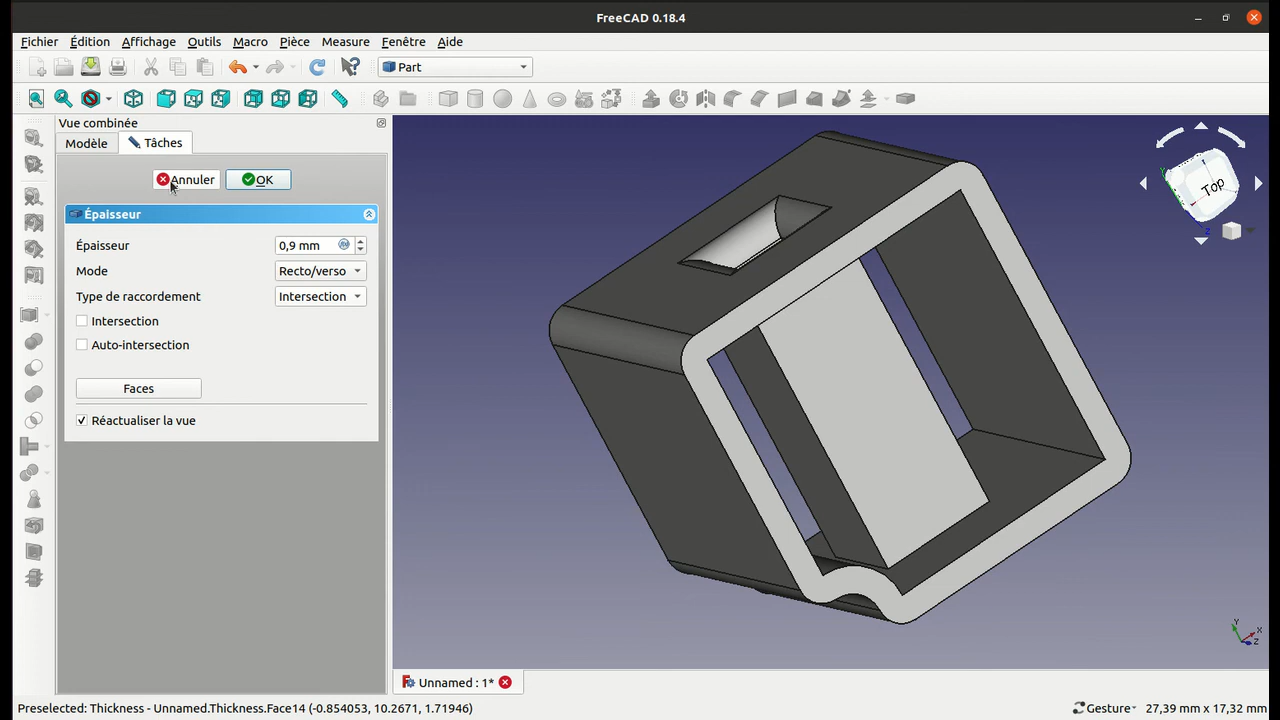 FreeCAD 0.18.4
Fichier Édition Affichage Outils Macro Pièce Measure Fenêtre Aide
Part
Vue combinée
Modèle Tâches
Annuler OK
Épaisseur
Épaisseur 0,9 mm
Mode Recto/verso
Type de raccordement Intersection
Intersection
Auto-intersection
Faces
Réactualiser la vue
Top
Z
Y
X
Z
Unnamed : 1*
Preselected: Thickness - Unnamed.Thickness.Face14 (-0.854053, 10.2671, 1.71946) Gesture 27,39 mm x 17,32 mm